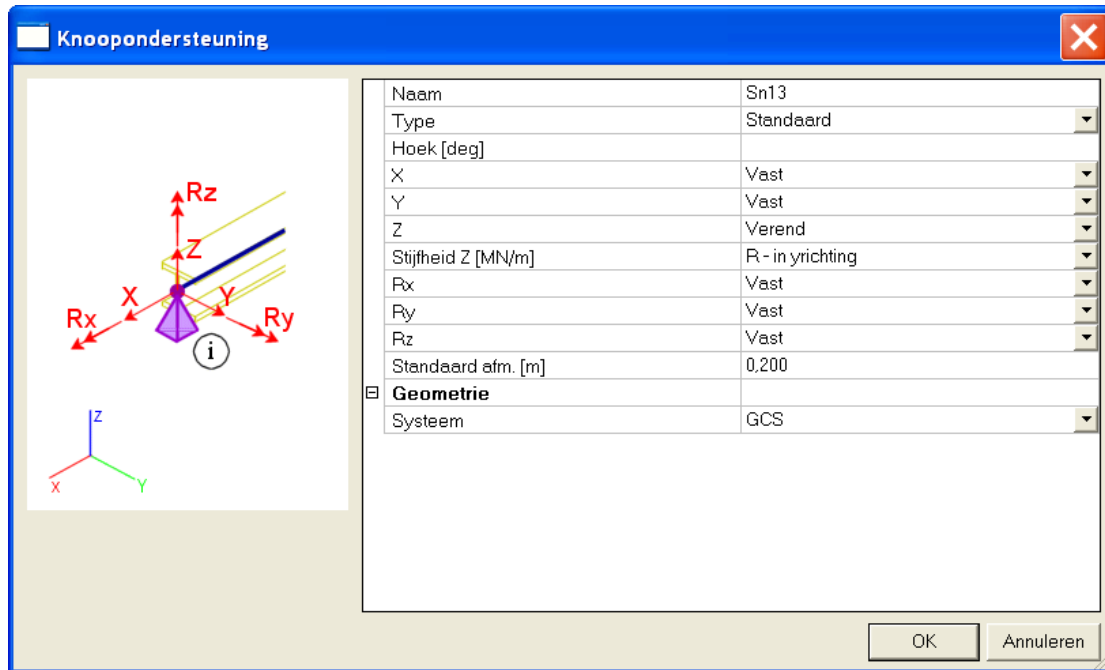 Knoopondersteuning
Rz
Z
X
Y
Rx
Ry
i
z
x
Y
Naam Sn13
Type Standaard
Hoek [deg]
X Vast
Y Vast
Z Verend
Stijfheid Z [MN/m] R - in yrichting
Rx Vast
Ry Vast
Rz Vast
Standaard afm. [m] 0,200
Geometrie
Systeem GCS
OK Annuleren